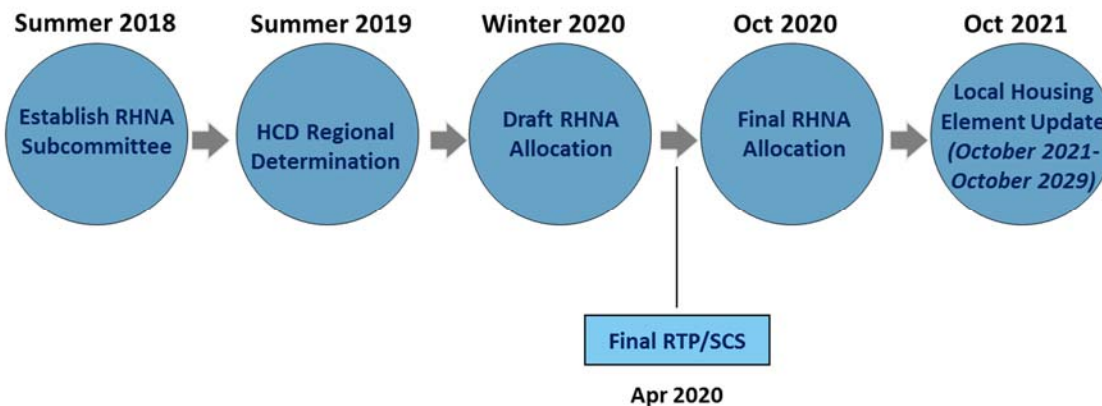 Summer 2018
Summer 2019
Winter 2020
Oct 2020
Oct 2021
Establish RHNA
Subcommittee
HCD Regional
Determination
Draft RHNA
Allocation
Final RHNA
Allocation
Local Housing
Element Update
(October 2021-
October 2029)
Final RTP/SCS
Apr 2020